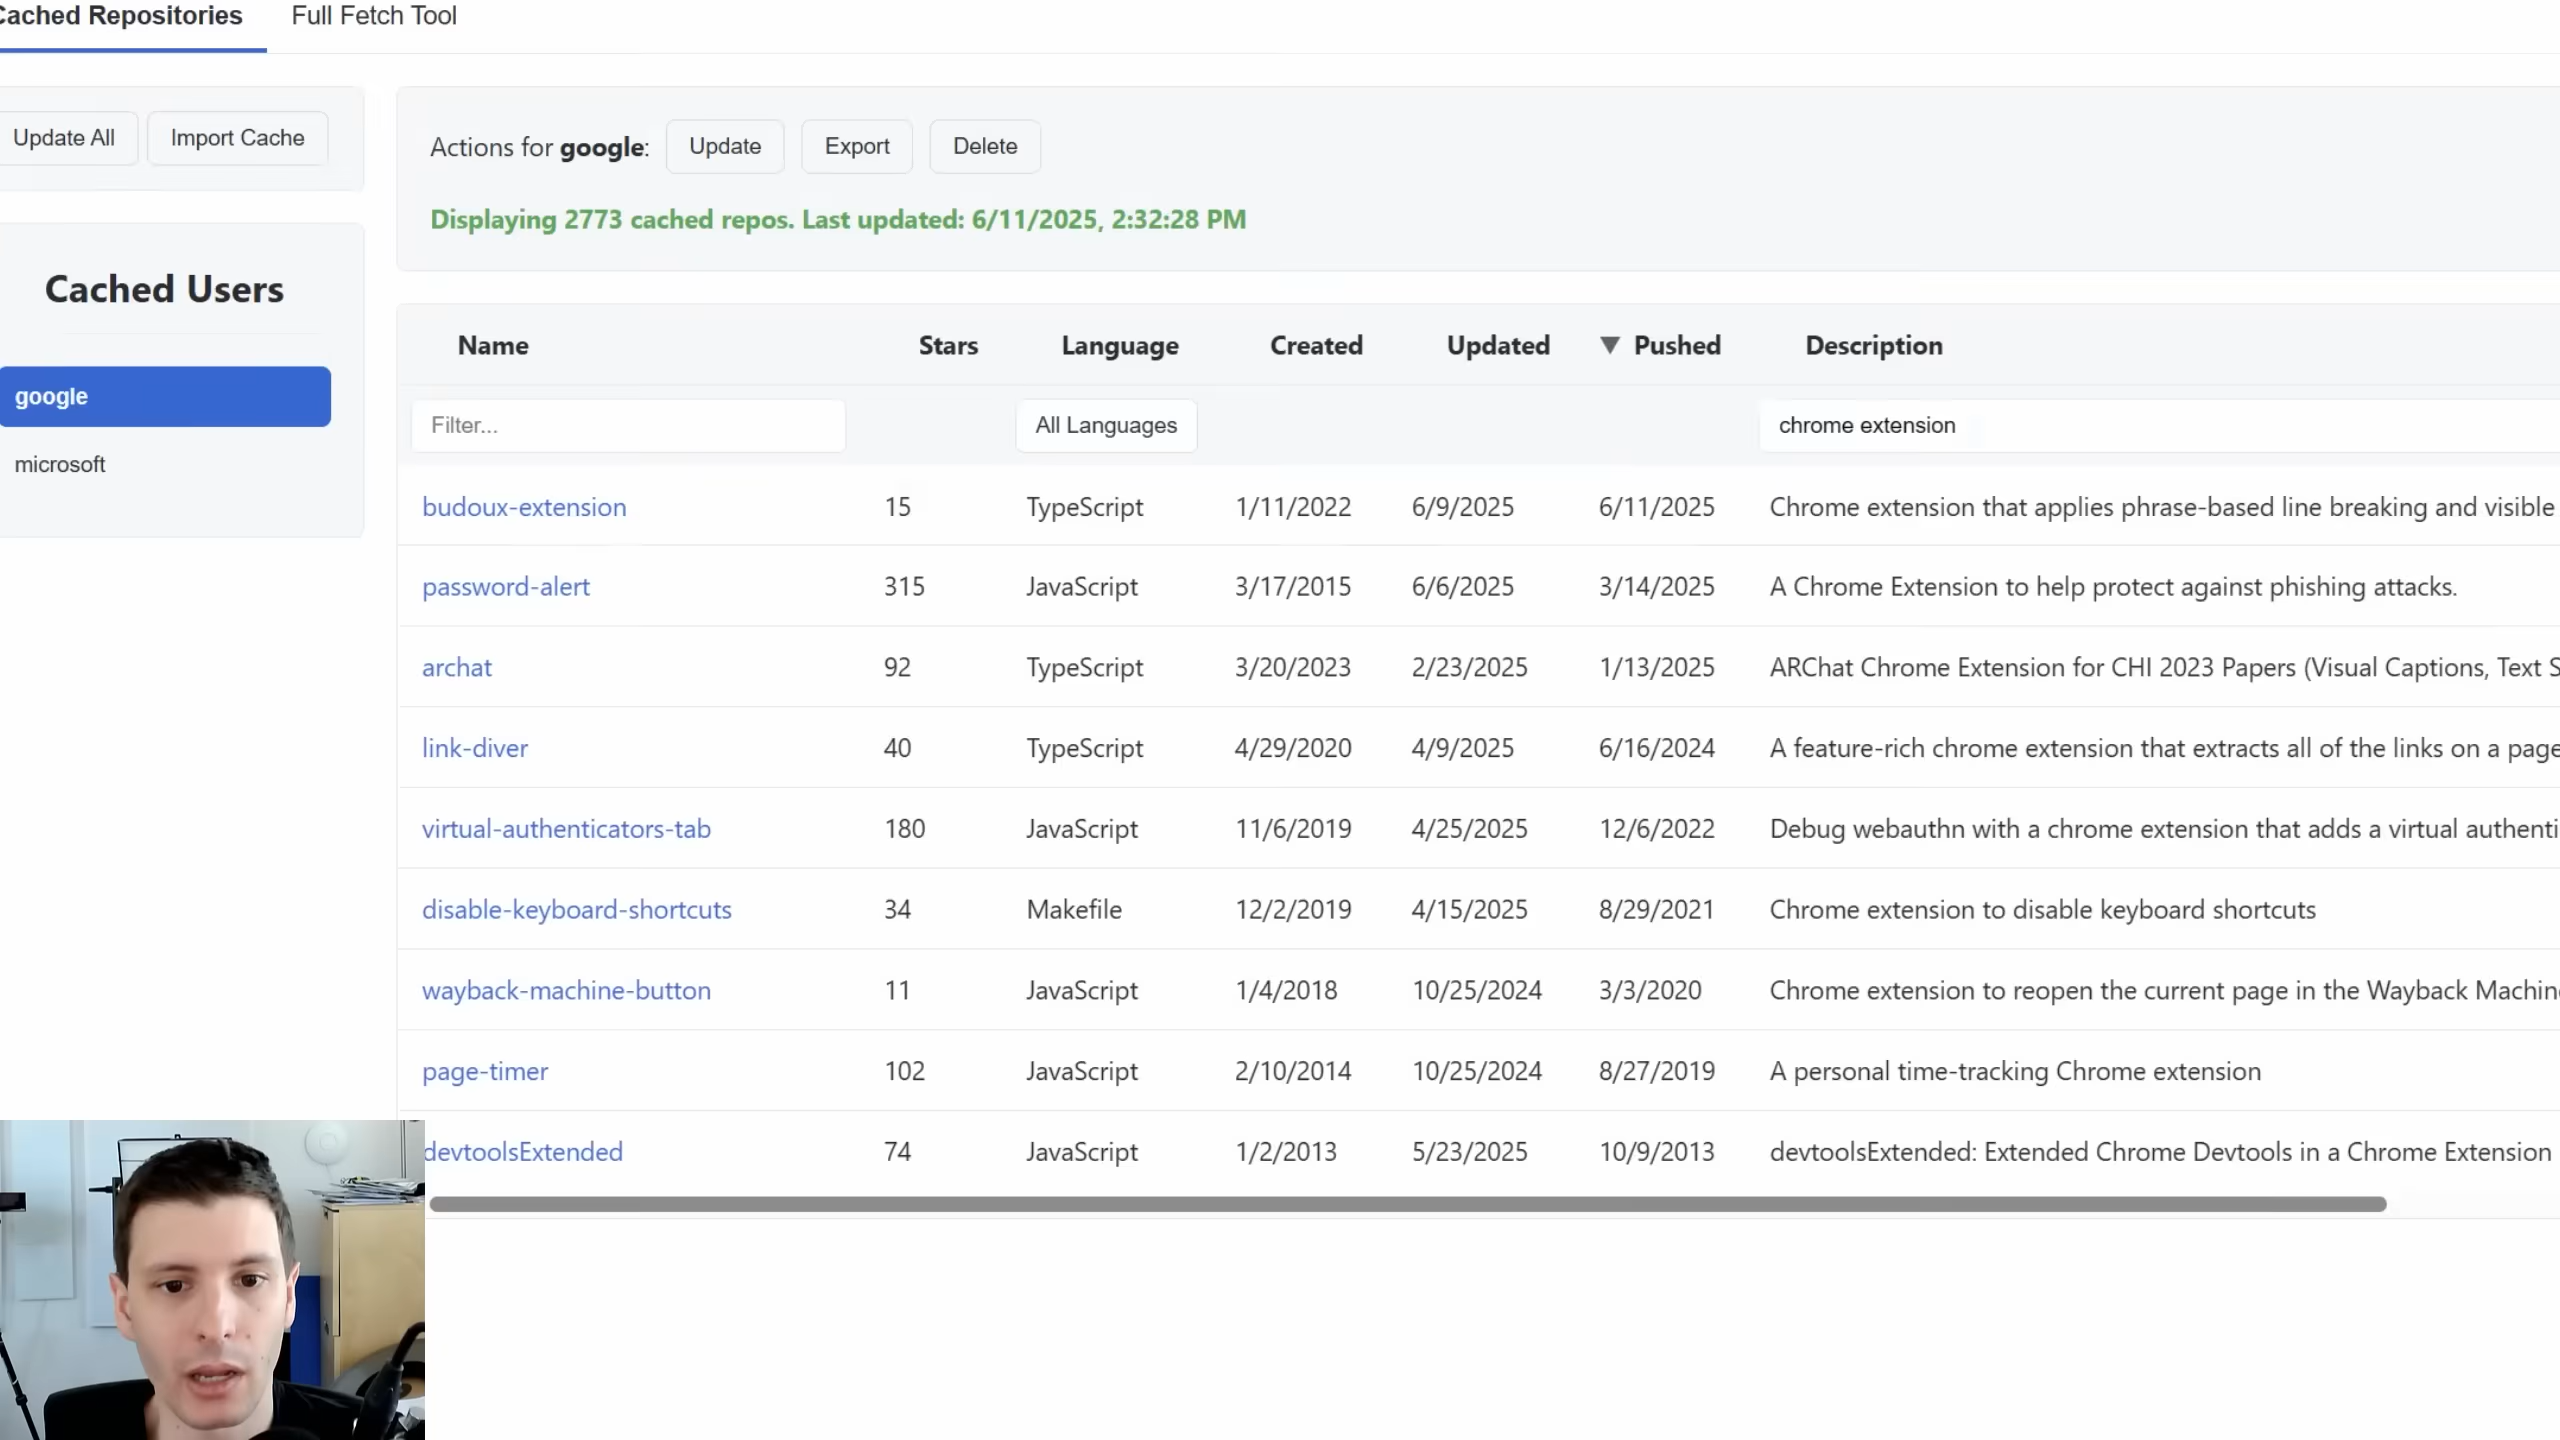 Cached Repositories Full Fetch Tool
Update All Import Cache
Actions for google: Update Export Delete
Displaying 2773 cached repos. Last updated: 6/11/2025, 2:32:28 PM
Cached Users
google
microsoft
Name Stars Language Created Updated ▼ Pushed Description
Filter... All Languages chrome extension
budoux-extension 15 TypeScript 1/11/2022 6/9/2025 6/11/2025 Chrome extension that applies phrase-based line breaking and visible
password-alert 315 JavaScript 3/17/2015 6/6/2025 3/14/2025 A Chrome Extension to help protect against phishing attacks.
archat 92 TypeScript 3/20/2023 2/23/2025 1/13/2025 ARChat Chrome Extension for CHI 2023 Papers (Visual Captions, Text S
link-diver 40 TypeScript 4/29/2020 4/9/2025 6/16/2024 A feature-rich chrome extension that extracts all of the links on a page
virtual-authenticators-tab 180 JavaScript 11/6/2019 4/25/2025 12/6/2022 Debug webauthn with a chrome extension that adds a virtual authenti
disable-keyboard-shortcuts 34 Makefile 12/2/2019 4/15/2025 8/29/2021 Chrome extension to disable keyboard shortcuts
wayback-machine-button 11 JavaScript 1/4/2018 10/25/2024 3/3/2020 Chrome extension to reopen the current page in the Wayback Machine
page-timer 102 JavaScript 2/10/2014 10/25/2024 8/27/2019 A personal time-tracking Chrome extension
devtoolsExtended 74 JavaScript 1/2/2013 5/23/2025 10/9/2013 devtoolsExtended: Extended Chrome Devtools in a Chrome Extension